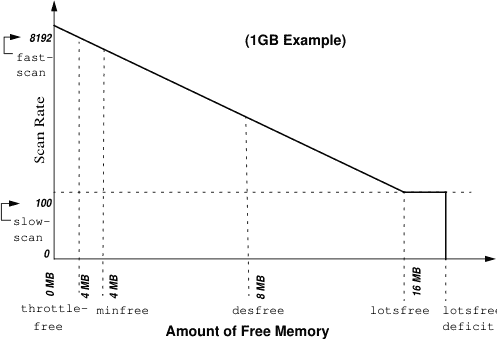 (1GB Example)
8192
fast-
scan
Scan Rate
100
slow-
scan
0
0 MB
4 MB
4 MB
8 MB
16 MB
throttle-
free
minfree
desfree
lotsfree
lotsfree
deficit
Amount of Free Memory